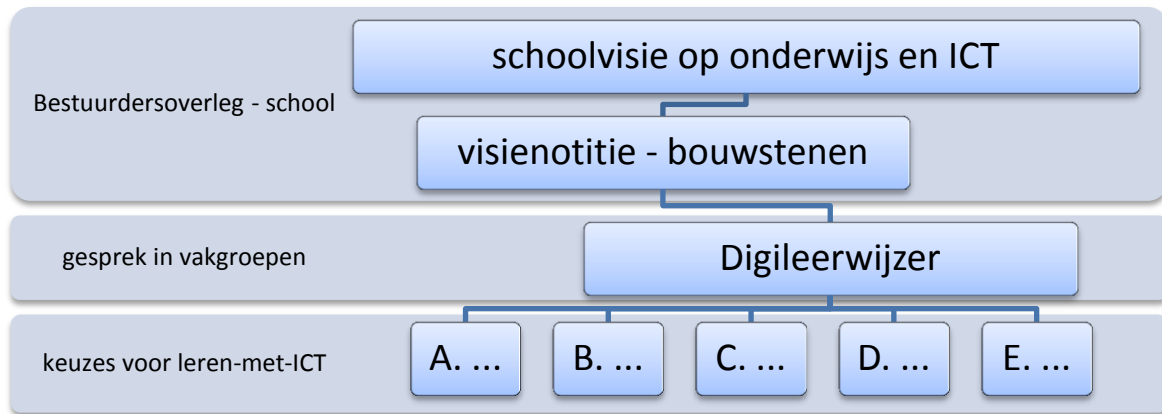 schoolvisie op onderwijs en ICT
Bestuurdersoverleg - school
visienotitie - bouwstenen
gesprek in vakgroepen
Digileerwijzer
keuzes voor leren-met-ICT
A. ...
B. ...
C. ...
D. ...
E. ...